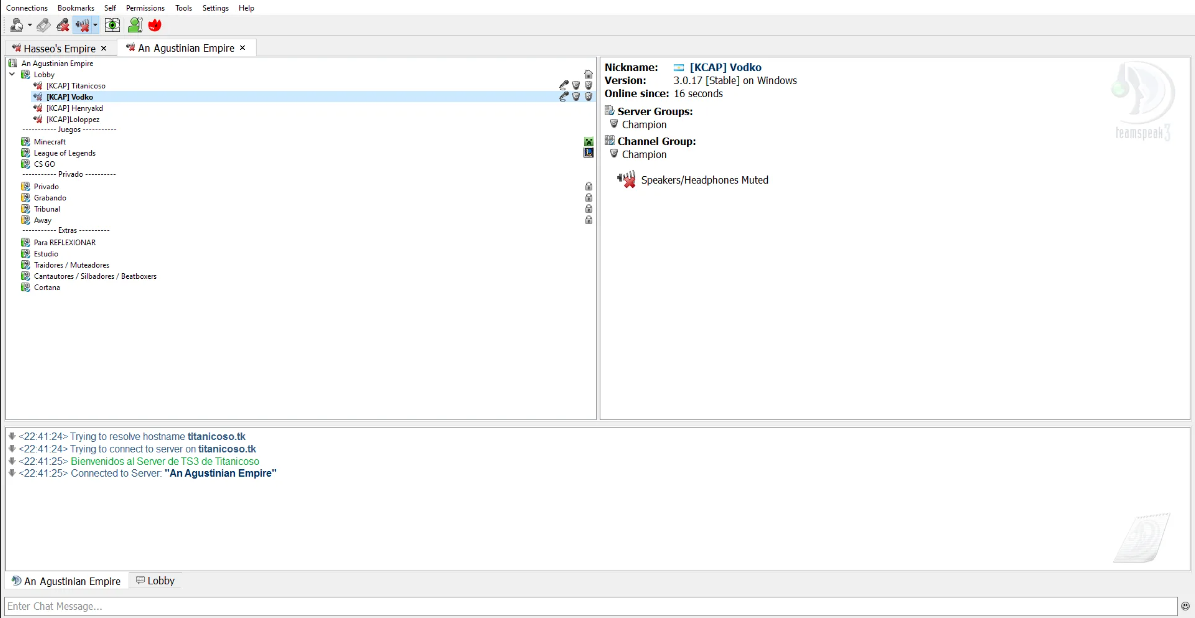 Connections Bookmarks Self Permissions Tools Settings Help
Hasseo's Empire × An Agustinian Empire ×
An Agustinian Empire
Lobby
[KCAP] Titanicoso
[KCAP] Vodko
[KCAP] Henryakd
[KCAP]Loloppez
----------- Juegos -----------
Minecraft
League of Legends
CS GO
----------- Privado ----------
Privado
Grabando
Tribunal
Away
----------- Extras ----------
Para REFLEXIONAR
Estudio
Traidores / Muteadores
Cantautores / Silbadores / Beatboxers
Cortana
Nickname: [KCAP] Vodko
Version: 3.0.17 [Stable] on Windows
Online since: 16 seconds
Server Groups:
Champion
Channel Group:
Champion
Speakers/Headphones Muted
teamspeak3
<22:41:24> Trying to resolve hostname titanicoso.tk
<22:41:24> Trying to connect to server on titanicoso.tk
<22:41:25> Bienvenidos al Server de TS3 de Titanicoso
<22:41:25> Connected to Server: "An Agustinian Empire"
An Agustinian Empire Lobby
Enter Chat Message...